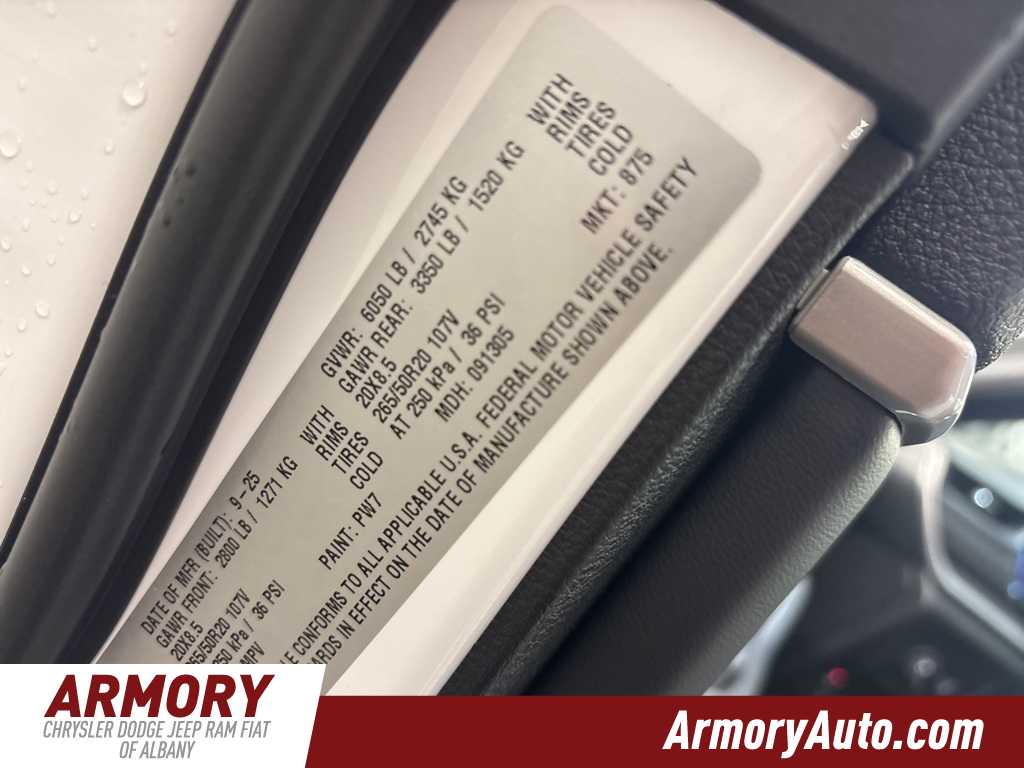 DATE OF MFR (BUILT): 9-25 GVWR: 6050 LB / 2745 KG
GAWR FRONT: 2800 LB / 1271 KG WITH GAWR REAR: 3350 LB / 1520 KG WITH
20X8.5 RIMS 20X8.5 RIMS
265/50R20 107V TIRES 265/50R20 107V TIRES
250 kPa / 36 PSI COLD AT 250 kPa / 36 PSI COLD
MPV PAINT: PW7 MDH: 091305 MKT: 875
CONFORMS TO ALL APPLICABLE U.S.A. FEDERAL MOTOR VEHICLE SAFETY
IN EFFECT ON THE DATE OF MANUFACTURE SHOWN ABOVE.
ARMORY
CHRYSLER DODGE JEEP RAM FIAT
OF ALBANY
ArmoryAuto.com